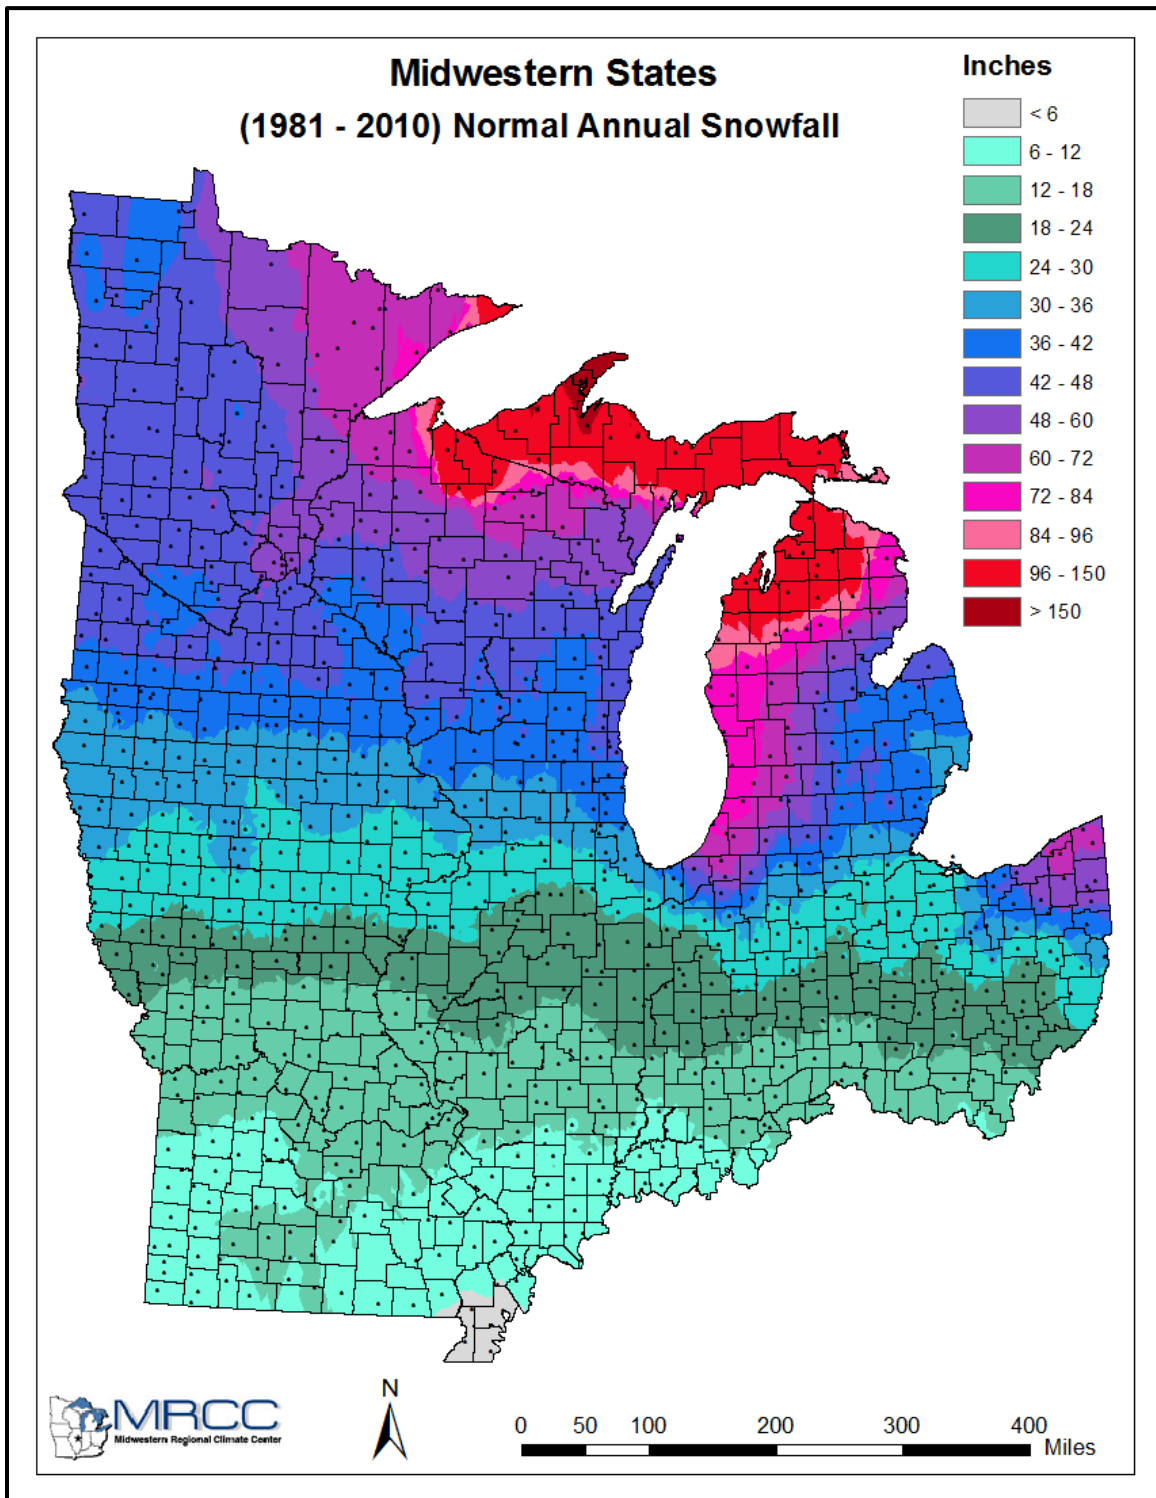 Midwestern States
(1981 - 2010) Normal Annual Snowfall
Inches
< 6
6 - 12
12 - 18
18 - 24
24 - 30
30 - 36
36 - 42
42 - 48
48 - 60
60 - 72
72 - 84
84 - 96
96 - 150
> 150
MRCC
Midwestern Regional Climate Center
N
0 50 100 200 300 400
Miles